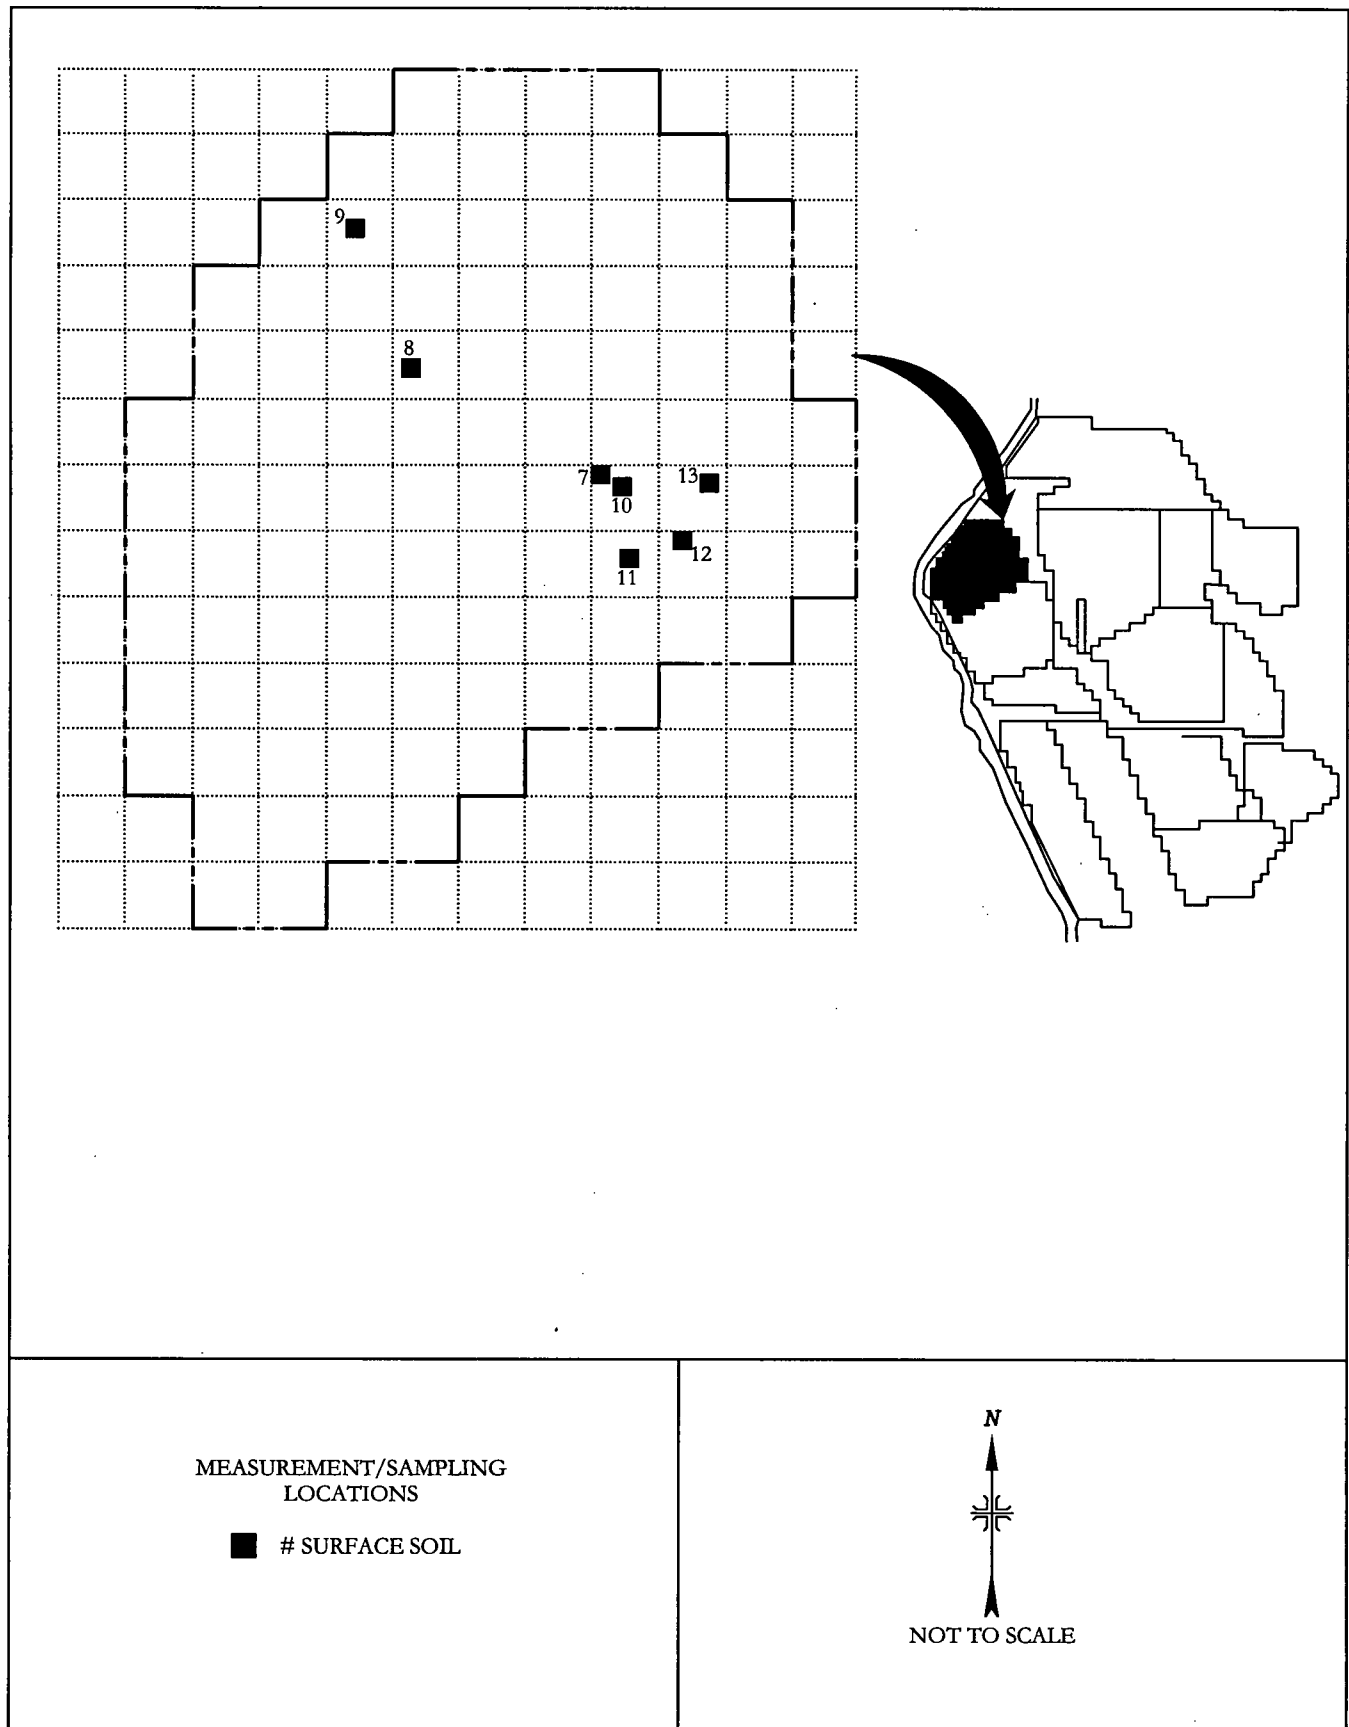 9
8
7
10
13
12
11
MEASUREMENT/SAMPLING
LOCATIONS
# SURFACE SOIL
N
NOT TO SCALE